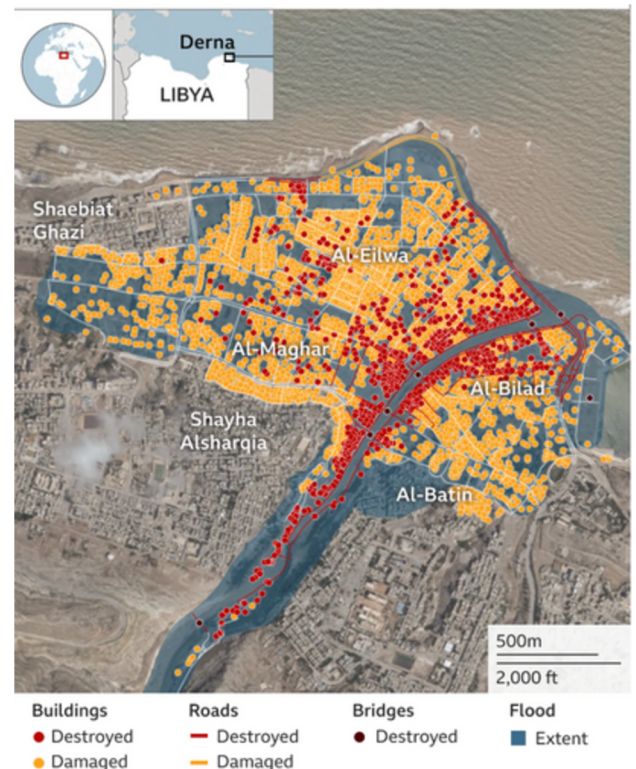 Derna
LIBYA
Shaebiat
Ghazi
Al-Eilwa
Al-Maghar
Al-Bilad
Shayha
Alsharqia
Al-Batin
500m
2,000 ft
Buildings
Destroyed
Damaged
Roads
Destroyed
Damaged
Bridges
Destroyed
Flood
Extent